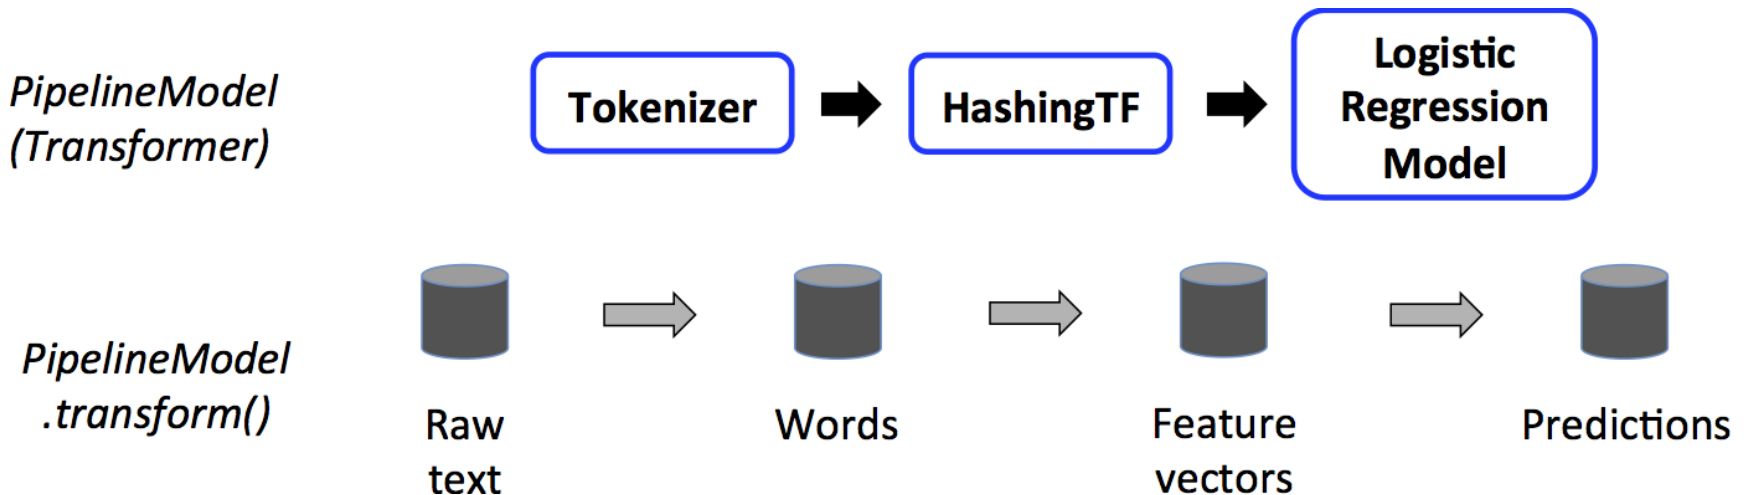 PipelineModel
(Transformer)
Tokenizer
HashingTF
Logistic
Regression
Model
PipelineModel
.transform()
Raw
text
Words
Feature
vectors
Predictions